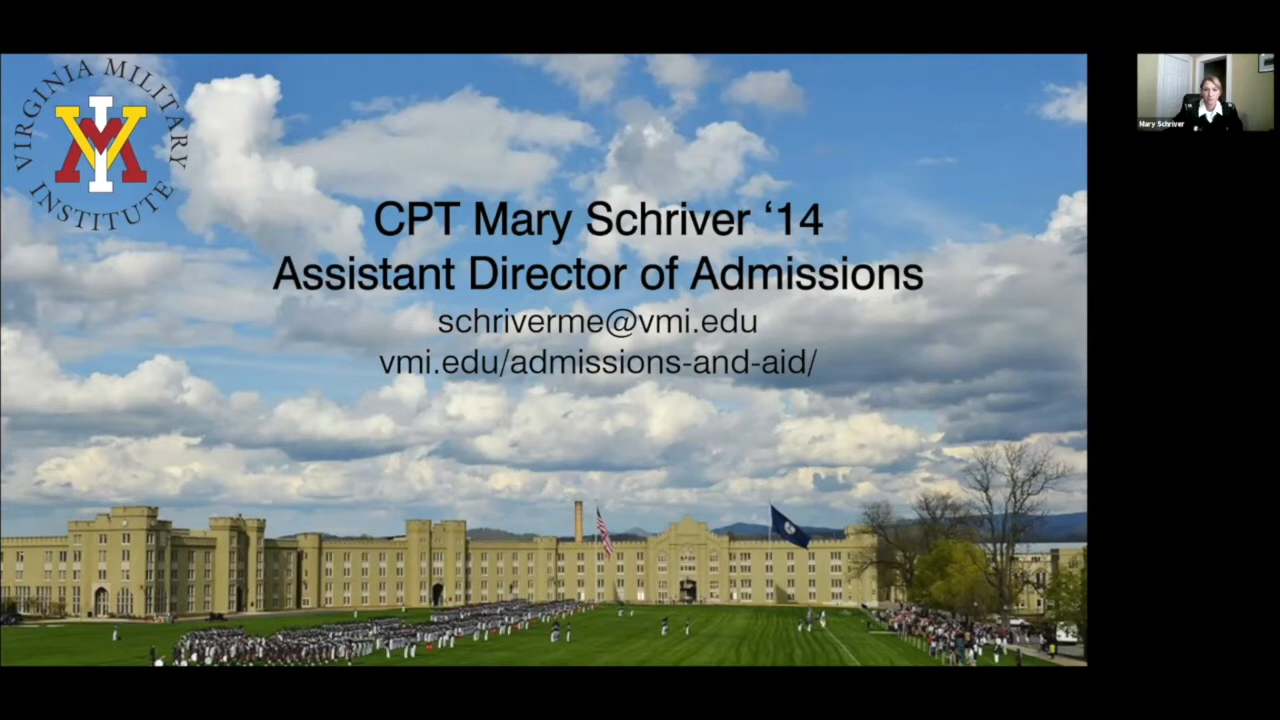 VIRGINIA MILITARY
INSTITUTE
VMI
CPT Mary Schriver ‘14
Assistant Director of Admissions
schriverme@vmi.edu
vmi.edu/admissions-and-aid/
Mary Schriver